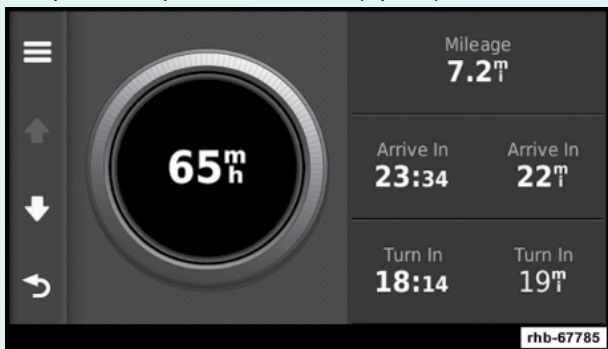 Mileage
7.2mi
65mh
Arrive In
23:34
Arrive In
22mi
Turn In
18:14
Turn In
19mi
rhb-67785